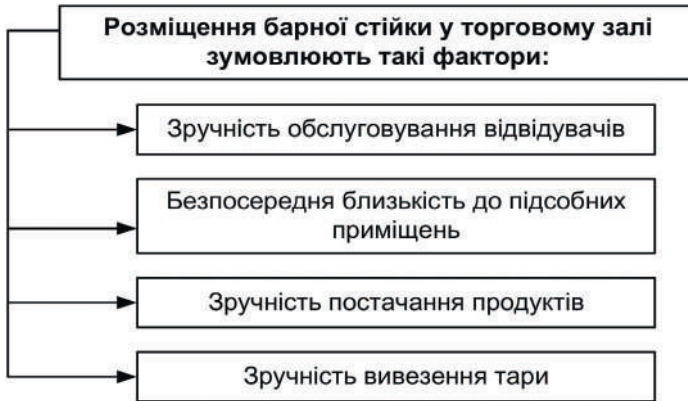 Розміщення барної стійки у торговому залі
зумовлюють такі фактори:
Зручність обслуговування відвідувачів
Безпосередня близькість до підсобних
приміщень
Зручність постачання продуктів
Зручність вивезення тари